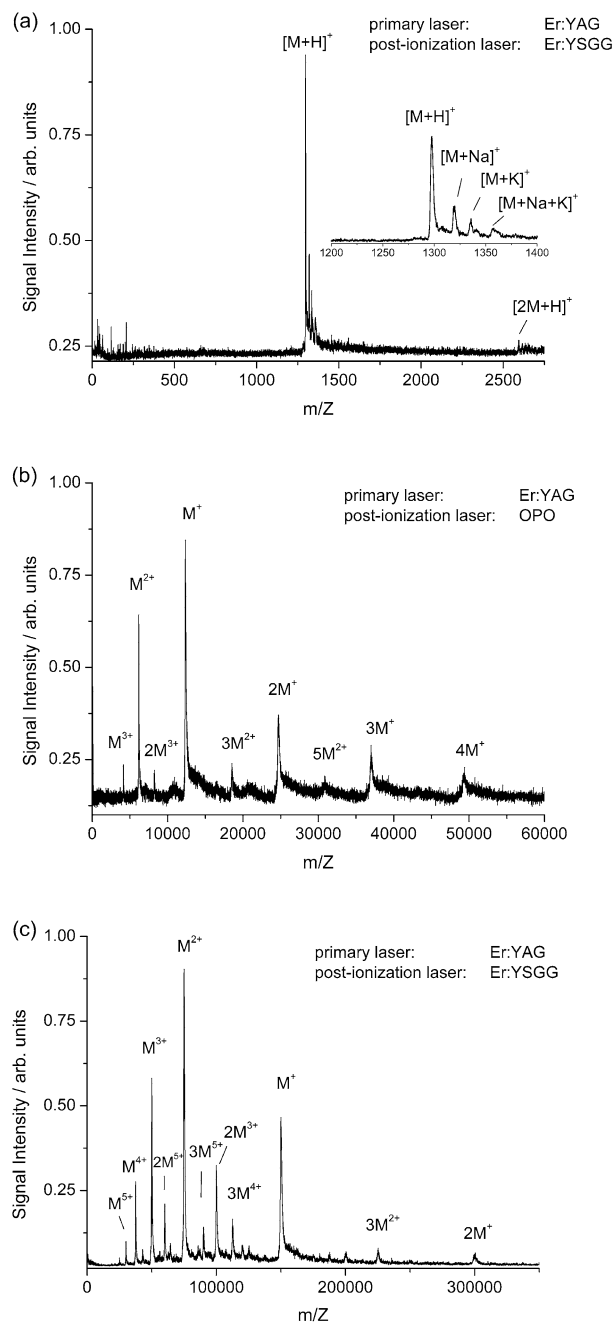 (a)
primary laser: Er:YAG
post-ionization laser: Er:YSGG
1.00
[M+H]⁺
[M+H]⁺
0.75
[M+Na]⁺
[M+K]⁺
[M+Na+K]⁺
0.50
1200 1250 1300 1350 1400
[2M+H]⁺
0.25
0 500 1000 1500 2000 2500
m/Z
Signal Intensity / arb. units
(b)
1.00
primary laser: Er:YAG
post-ionization laser: OPO
M⁺
0.75
M²⁺
0.50
2M⁺
M³⁺ 2M³⁺ 3M²⁺ 5M²⁺ 3M⁺ 4M⁺
0.25
0 10000 20000 30000 40000 50000 60000
m/Z
Signal Intensity / arb. units
(c)
1.00
M²⁺
primary laser: Er:YAG
post-ionization laser: Er:YSGG
0.75
M³⁺
M⁺
0.50
2M³⁺
3M⁵⁺
M⁴⁺ 2M⁵⁺
3M⁴⁺
M⁵⁺
0.25
3M²⁺ 2M⁺
0 100000 200000 300000
m/Z
Signal Intensity / arb. units